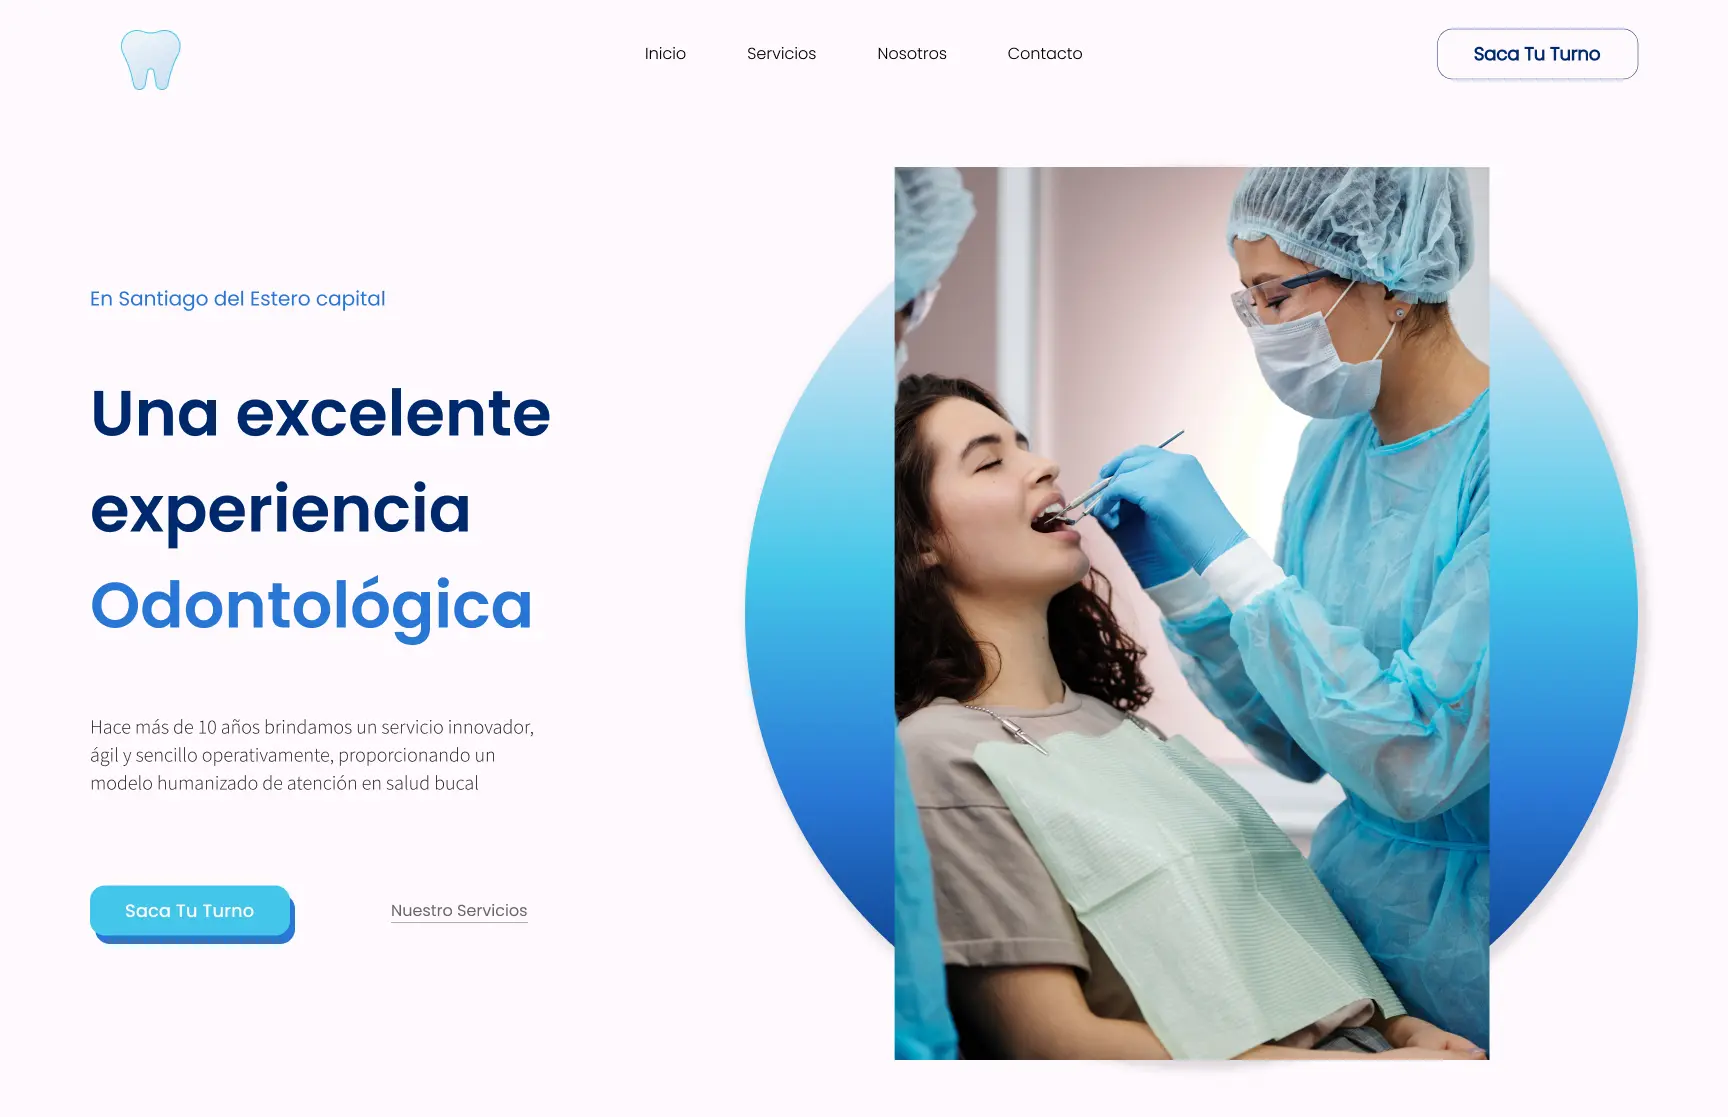 Inicio
Servicios
Nosotros
Contacto
Saca Tu Turno
En Santiago del Estero capital
Una excelente
experiencia
Odontológica
Hace más de 10 años brindamos un servicio innovador,
ágil y sencillo operativamente, proporcionando un
modelo humanizado de atención en salud bucal
Saca Tu Turno
Nuestro Servicios